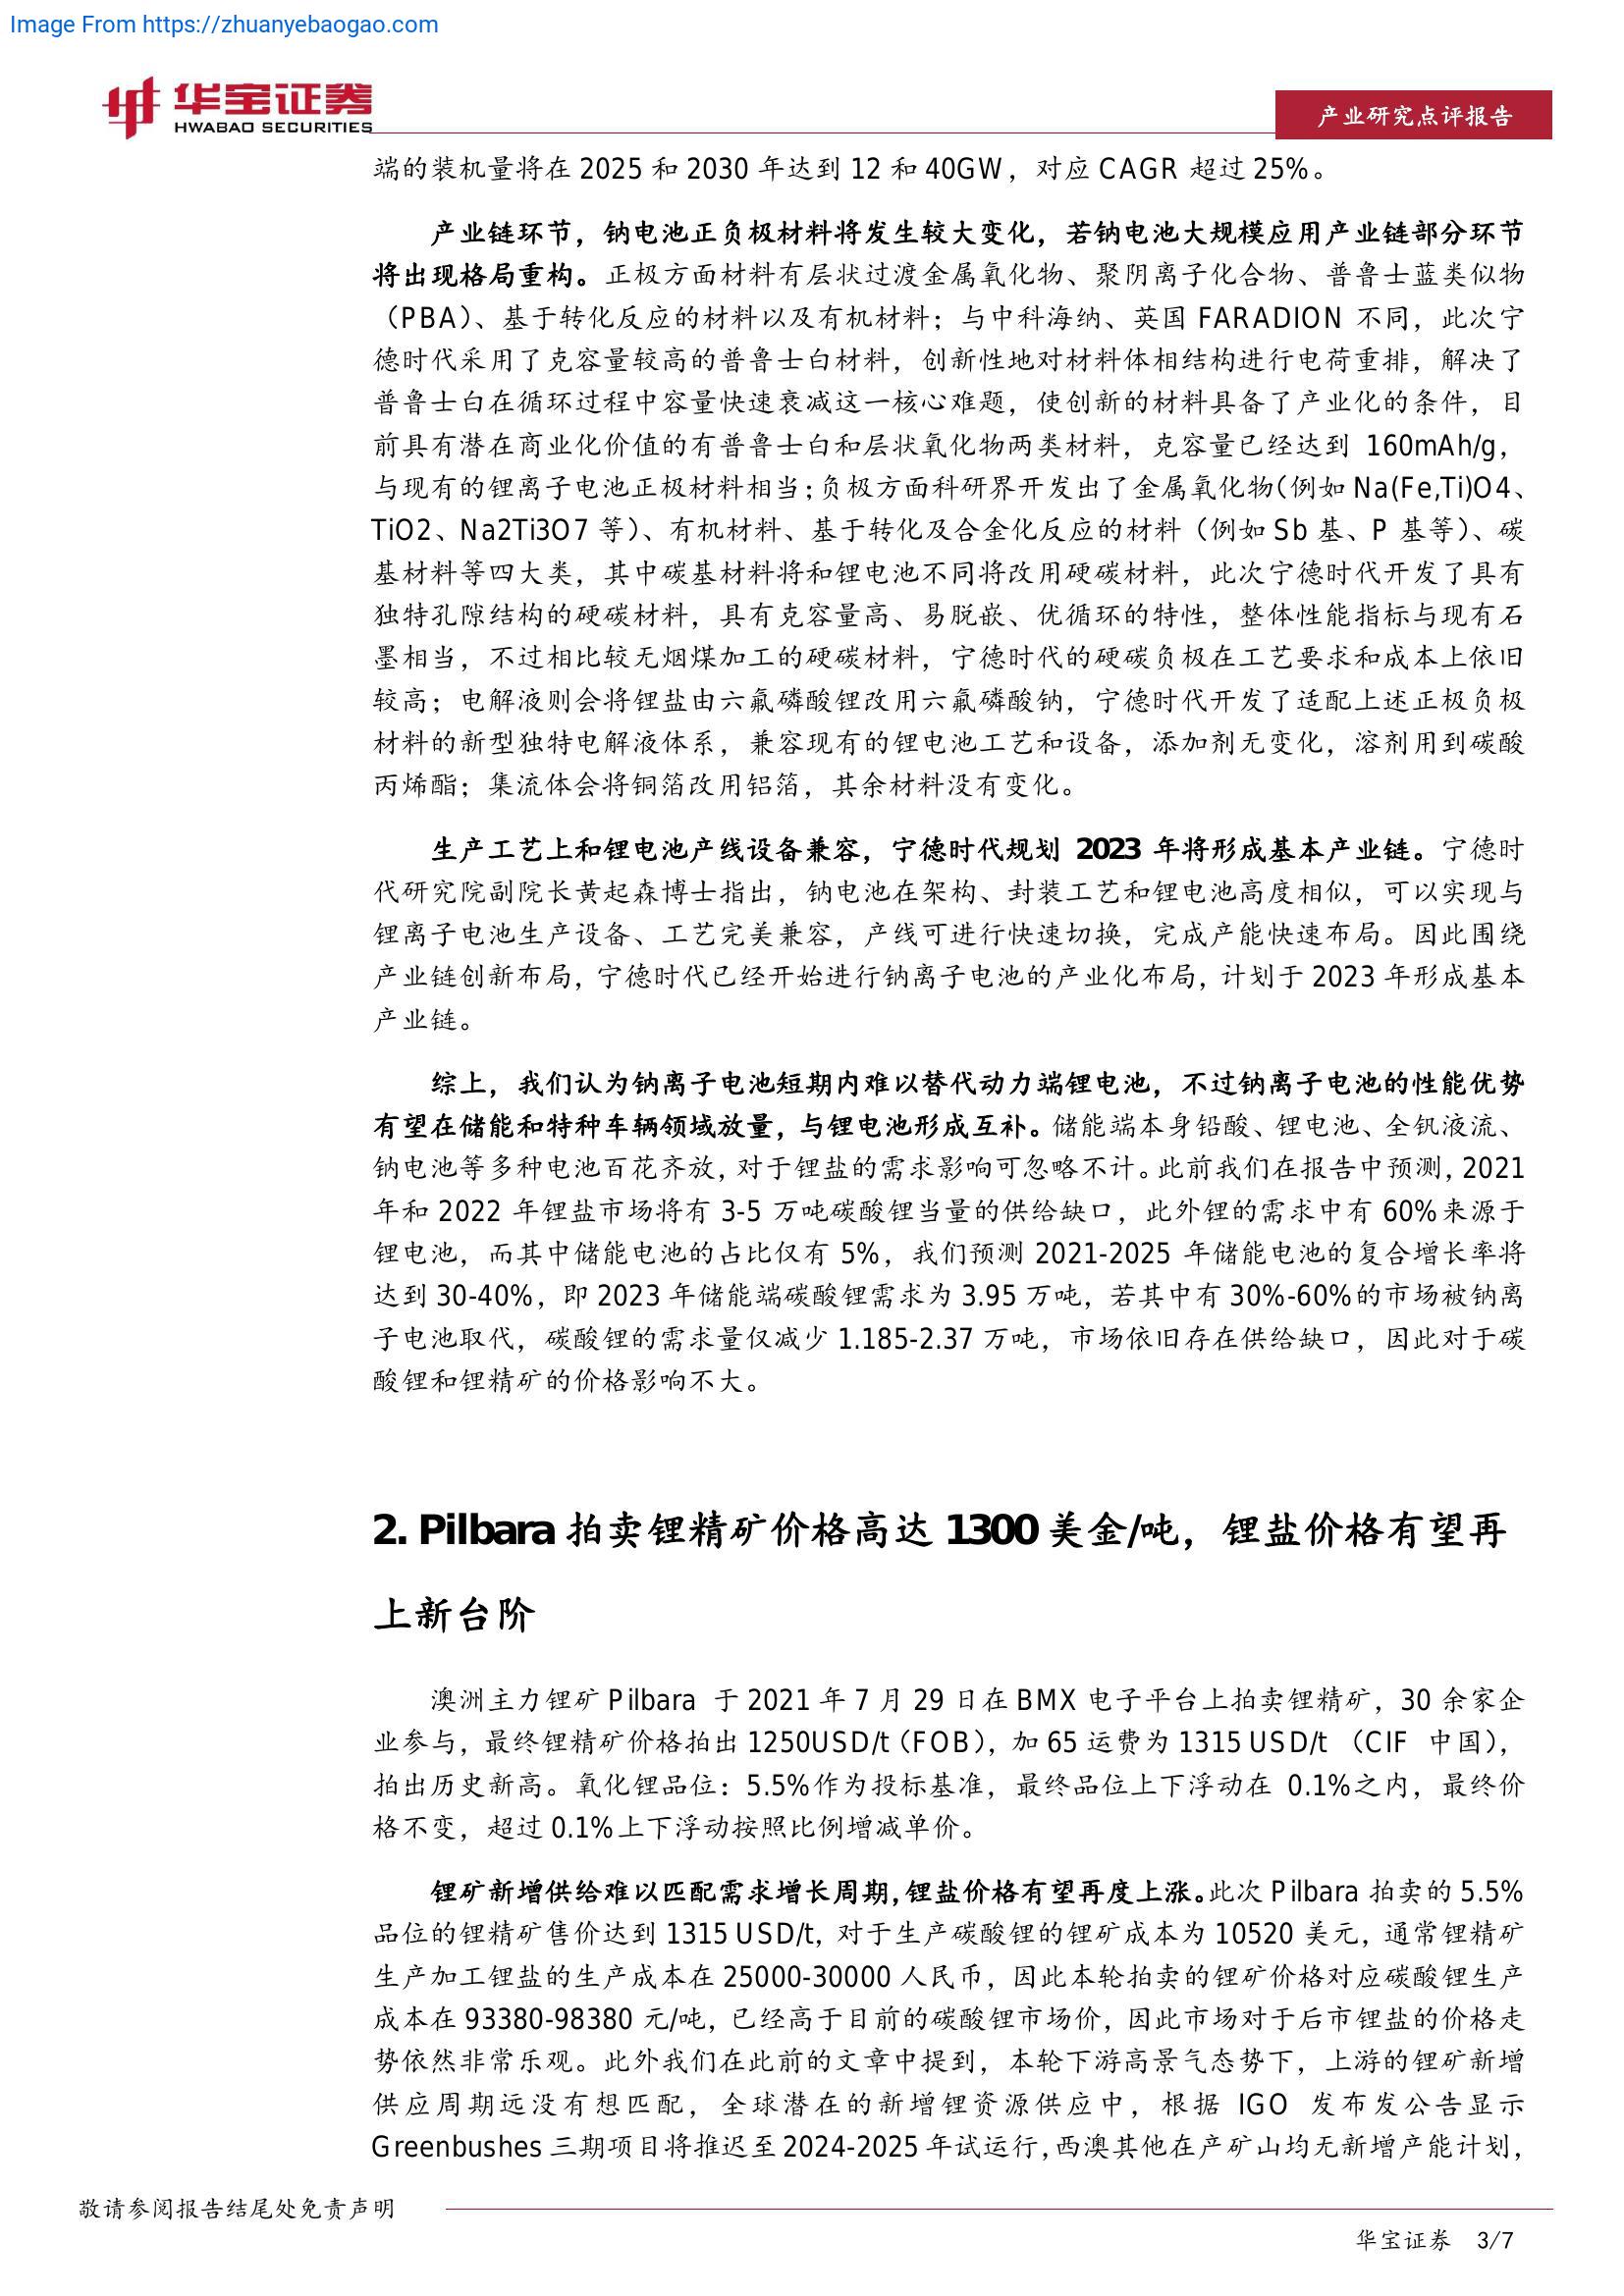 Image From https://zhuanyebaogao.com
华宝证券
HWABAO SECURITIES
产业研究点评报告
端的装机量将在 2025 和 2030 年达到 12 和 40GW，对应 CAGR 超过 25%。
产业链环节，钠电池正负极材料将发生较大变化，若钠电池大规模应用产业链部分环节
将出现格局重构。正极方面材料有层状过渡金属氧化物、聚阴离子化合物、普鲁士蓝类似物
（PBA）、基于转化反应的材料以及有机材料；与中科海纳、英国 FARADION 不同，此次宁
德时代采用了克容量较高的普鲁士白材料，创新性地对材料体相结构进行电荷重排，解决了
普鲁士白在循环过程中容量快速衰减这一核心难题，使创新的材料具备了产业化的条件，目
前具有潜在商业化价值的有普鲁士白和层状氧化物两类材料，克容量已经达到 160mAh/g，
与现有的锂离子电池正极材料相当；负极方面科研界开发出了金属氧化物（例如 Na(Fe,Ti)O4、
TiO2、Na2Ti3O7 等）、有机材料、基于转化及合金化反应的材料（例如 Sb 基、P 基等）、碳
基材料等四大类，其中碳基材料将和锂电池不同将改用硬碳材料，此次宁德时代开发了具有
独特孔隙结构的硬碳材料，具有克容量高、易脱嵌、优循环的特性，整体性能指标与现有石
墨相当，不过相比较无烟煤加工的硬碳材料，宁德时代的硬碳负极在工艺要求和成本上依旧
较高；电解液则会将锂盐由六氟磷酸锂改用六氟磷酸钠，宁德时代开发了适配上述正极负极
材料的新型独特电解液体系，兼容现有的锂电池工艺和设备，添加剂无变化，溶剂用到碳酸
丙烯酯；集流体会将铜箔改用铝箔，其余材料没有变化。
生产工艺上和锂电池产线设备兼容，宁德时代规划 2023 年将形成基本产业链。宁德时
代研究院副院长黄起森博士指出，钠电池在架构、封装工艺和锂电池高度相似，可以实现与
锂离子电池生产设备、工艺完美兼容，产线可进行快速切换，完成产能快速布局。因此围绕
产业链创新布局，宁德时代已经开始进行钠离子电池的产业化布局，计划于 2023 年形成基本
产业链。
综上，我们认为钠离子电池短期内难以替代动力端锂电池，不过钠离子电池的性能优势
有望在储能和特种车辆领域放量，与锂电池形成互补。储能端本身铅酸、锂电池、全钒液流、
钠电池等多种电池百花齐放，对于锂盐的需求影响可忽略不计。此前我们在报告中预测，2021
年和 2022 年锂盐市场将有 3-5 万吨碳酸锂当量的供给缺口，此外锂的需求中有 60%来源于
锂电池，而其中储能电池的占比仅有 5%，我们预测 2021-2025 年储能电池的复合增长率将
达到 30-40%，即 2023 年储能端碳酸锂需求为 3.95 万吨，若其中有 30%-60%的市场被钠离
子电池取代，碳酸锂的需求量仅减少 1.185-2.37 万吨，市场依旧存在供给缺口，因此对于碳
酸锂和锂精矿的价格影响不大。
2. Pilbara 拍卖锂精矿价格高达 1300 美金/吨，锂盐价格有望再
上新台阶
澳洲主力锂矿 Pilbara 于 2021 年 7 月 29 日在 BMX 电子平台上拍卖锂精矿，30 余家企
业参与，最终锂精矿价格拍出 1250USD/t（FOB），加 65 运费为 1315 USD/t （CIF 中国），
拍出历史新高。氧化锂品位：5.5%作为投标基准，最终品位上下浮动在 0.1%之内，最终价
格不变，超过 0.1%上下浮动按照比例增减单价。
锂矿新增供给难以匹配需求增长周期，锂盐价格有望再度上涨。此次 Pilbara 拍卖的 5.5%
品位的锂精矿售价达到 1315 USD/t，对于生产碳酸锂的锂矿成本为 10520 美元，通常锂精矿
生产加工锂盐的生产成本在 25000-30000 人民币，因此本轮拍卖的锂矿价格对应碳酸锂生产
成本在 93380-98380 元/吨，已经高于目前的碳酸锂市场价，因此市场对于后市锂盐的价格走
势依然非常乐观。此外我们在此前的文章中提到，本轮下游高景气态势下，上游的锂矿新增
供应周期远没有想匹配，全球潜在的新增锂资源供应中，根据 IGO 发布发公告显示
Greenbushes 三期项目将推迟至 2024-2025 年试运行，西澳其他在产矿山均无新增产能计划，
敬请参阅报告结尾处免责声明
华宝证券 3/7